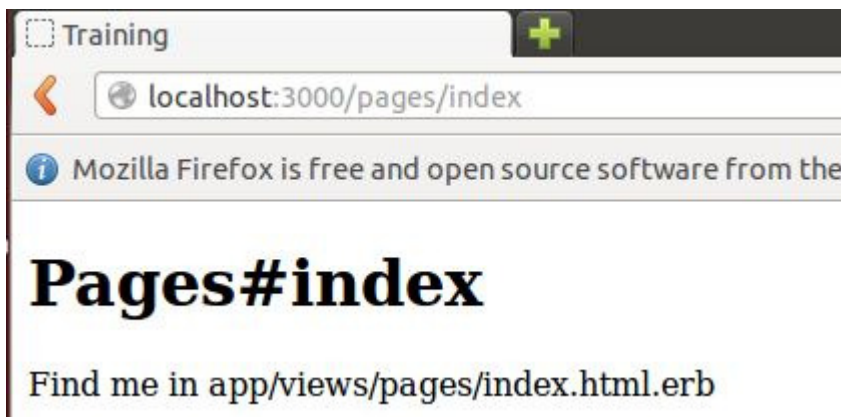 Training
localhost:3000/pages/index
Mozilla Firefox is free and open source software from the
Pages#index
Find me in app/views/pages/index.html.erb